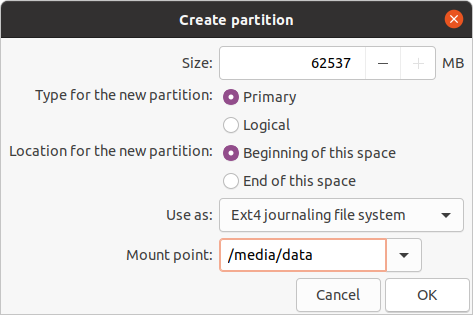 Create partition
Size: 62537 MB
Type for the new partition: Primary
Logical
Location for the new partition: Beginning of this space
End of this space
Use as: Ext4 journaling file system
Mount point: /media/data
Cancel OK